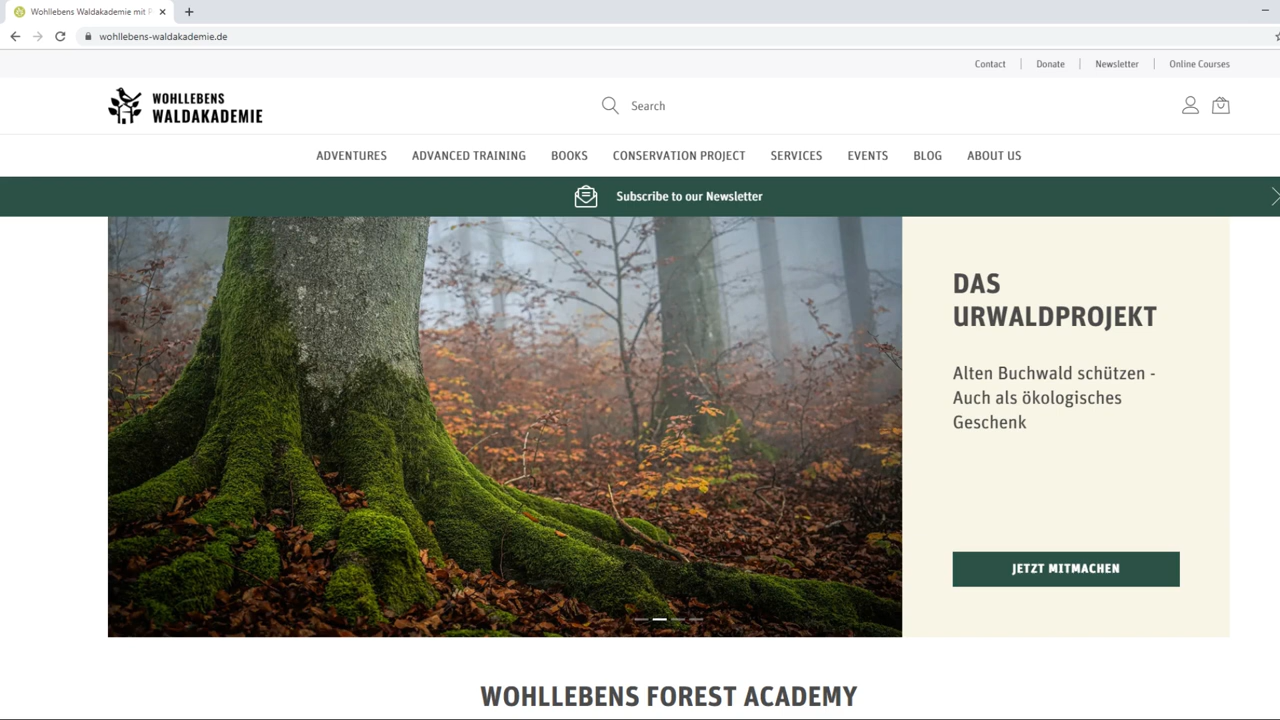 Wohllebens Waldakademie mit P
wohllebens-waldakademie.de
Contact Donate Newsletter Online Courses
WOHLLEBENS
WALDAKADEMIE
Search
ADVENTURES ADVANCED TRAINING BOOKS CONSERVATION PROJECT SERVICES EVENTS BLOG ABOUT US
Subscribe to our Newsletter
DAS
URWALDPROJEKT
Alten Buchwald schützen -
Auch als ökologisches
Geschenk
JETZT MITMACHEN
WOHLLEBENS FOREST ACADEMY